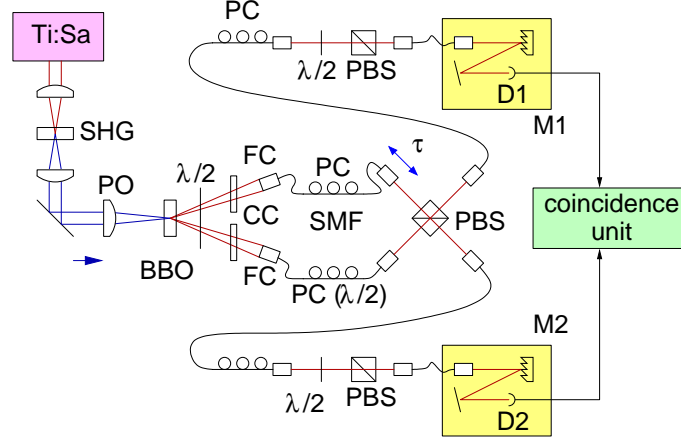 Ti:Sa
SHG
PO
BBO
λ/2
FC
CC
FC
PC
SMF
PC (λ/2)
τ
PBS
PC
λ/2
PBS
D1
M1
coincidence
unit
λ/2
PBS
D2
M2